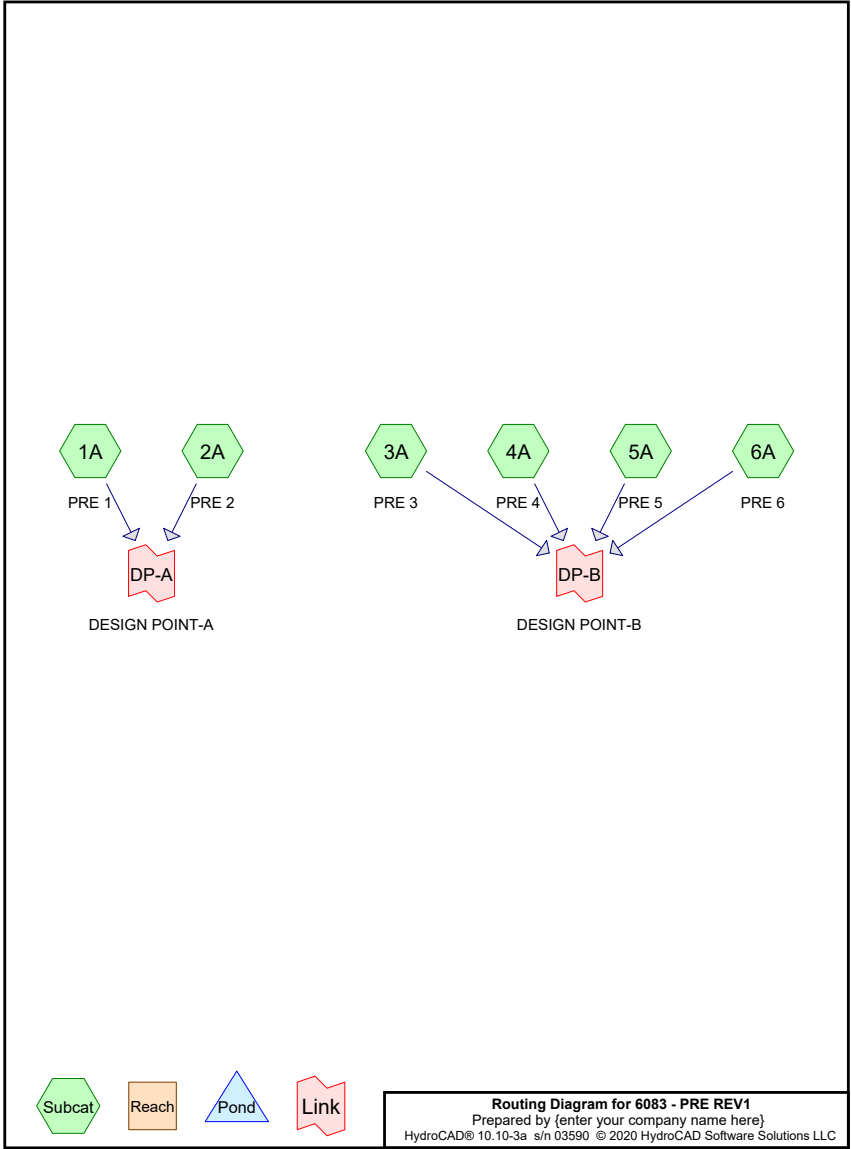 1A 2A 3A 4A 5A 6A
PRE 1 PRE 2 PRE 3 PRE 4 PRE 5 PRE 6
DP-A DP-B
DESIGN POINT-A DESIGN POINT-B
Subcat Reach Pond Link
Routing Diagram for 6083 - PRE REV1
Prepared by {enter your company name here}
HydroCAD® 10.10-3a s/n 03590 © 2020 HydroCAD Software Solutions LLC